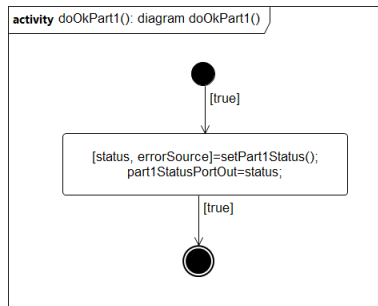 activity doOkPart1(): diagram doOkPart1()
[true]
[status, errorSource]=setPart1Status();
part1StatusPortOut=status;
[true]